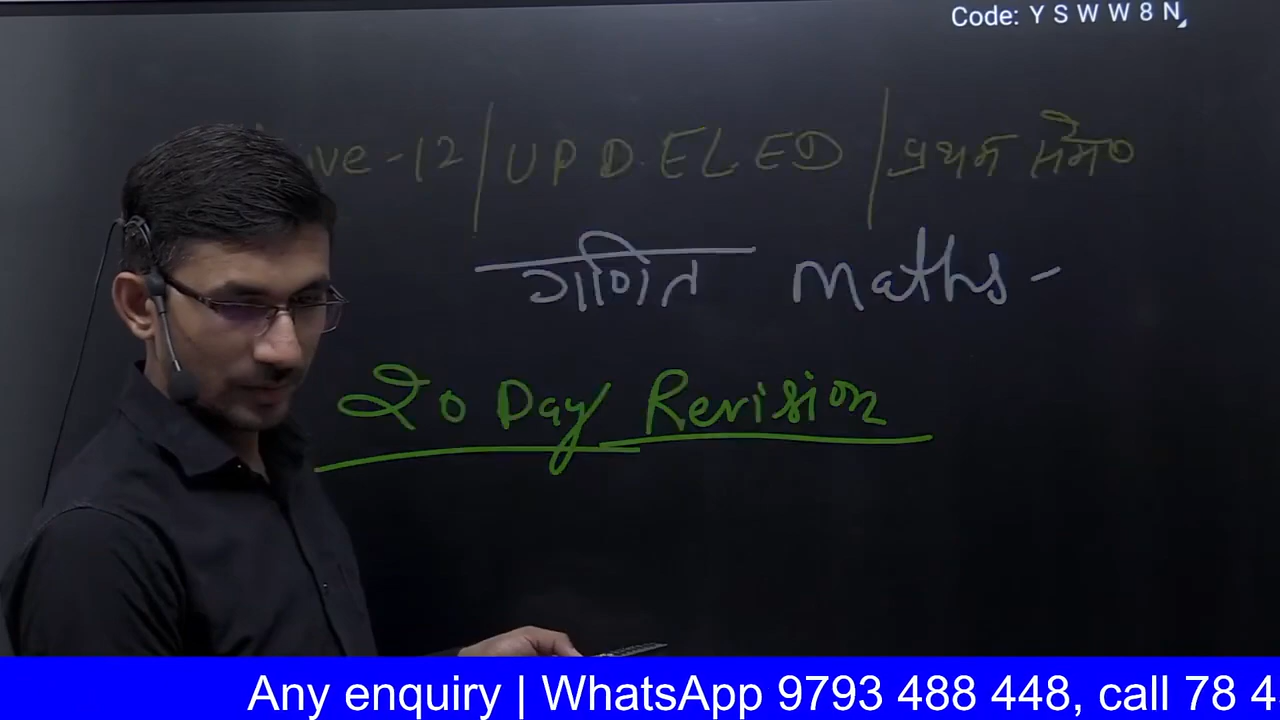 Code: Y S W W 8 N
-12 | UP D.EL.ED | प्रथम सेमे०
गणित Maths -
20 Day Revision
Any enquiry | WhatsApp 9793 488 448, call 78 4